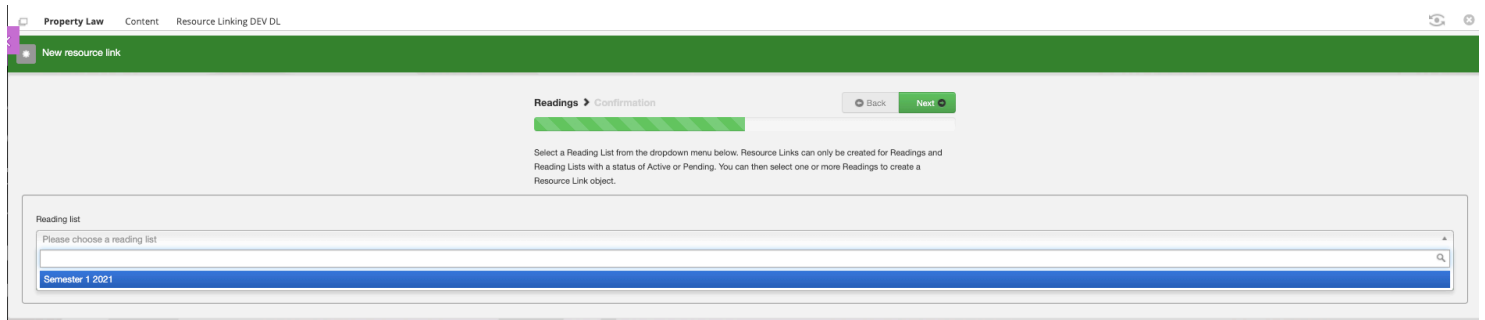 Property Law Content Resource Linking DEV DL
New resource link
Readings Confirmation Back Next
Select a Reading List from the dropdown menu below. Resource Links can only be created for Readings and
Reading Lists with a status of Active or Pending. You can then select one or more Readings to create a
Resource Link object.
Reading list
Please choose a reading list
Semester 1 2021